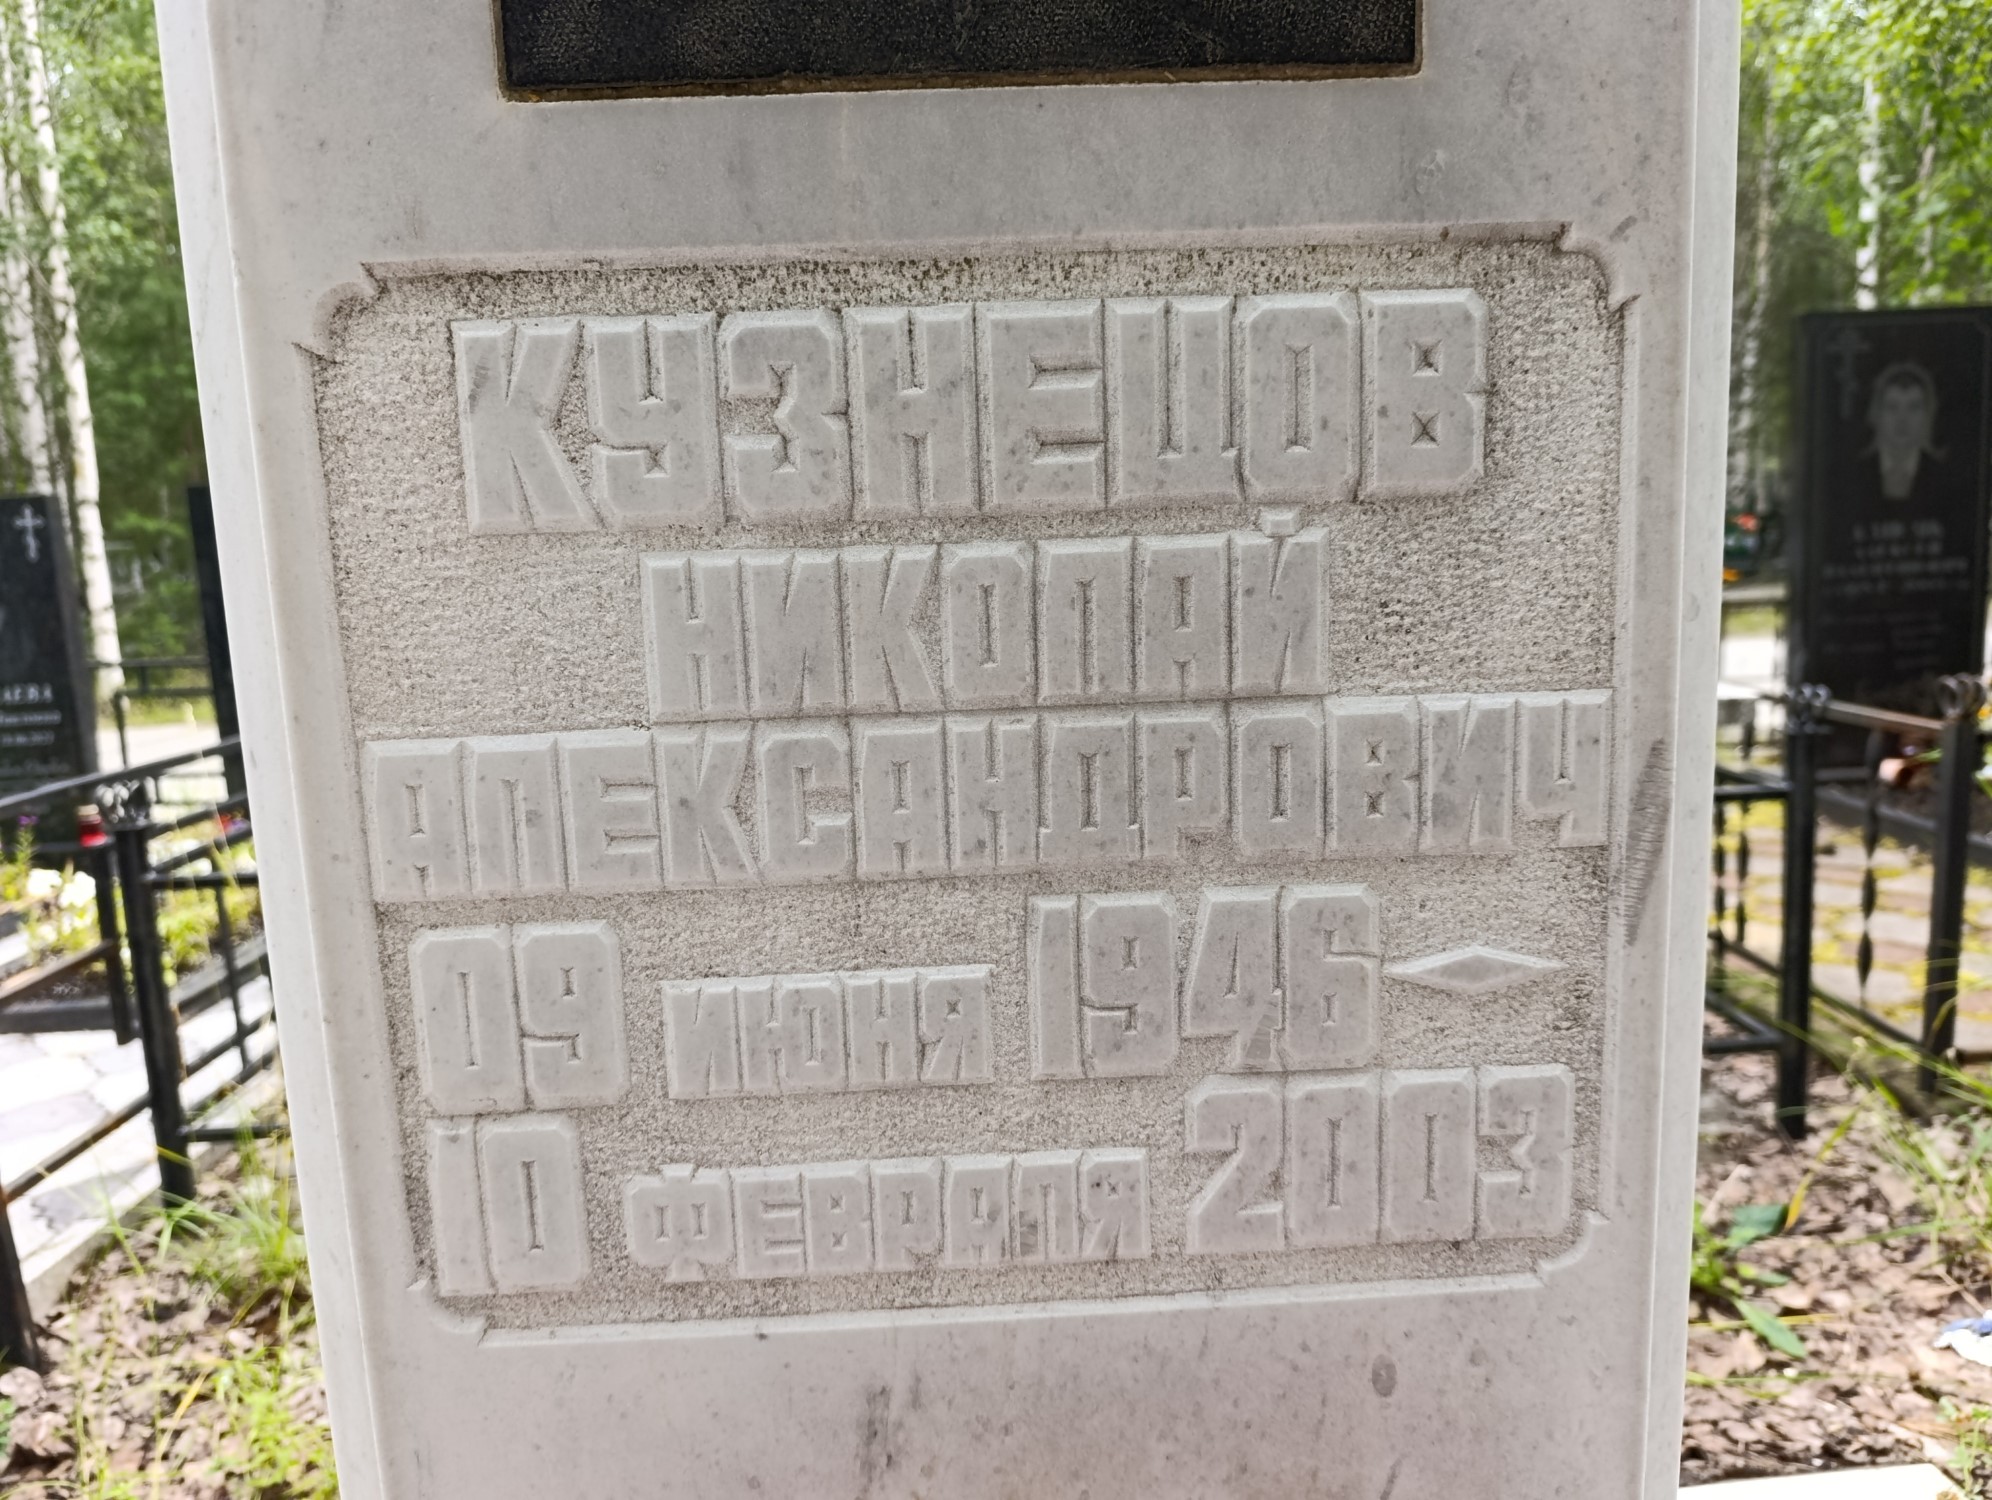 КУЗНЕЦОВ
НИКОЛАЙ
АЛЕКСАНДРОВИЧ
09 ИЮНЯ 1946
10 ФЕВРАЛЯ 2003